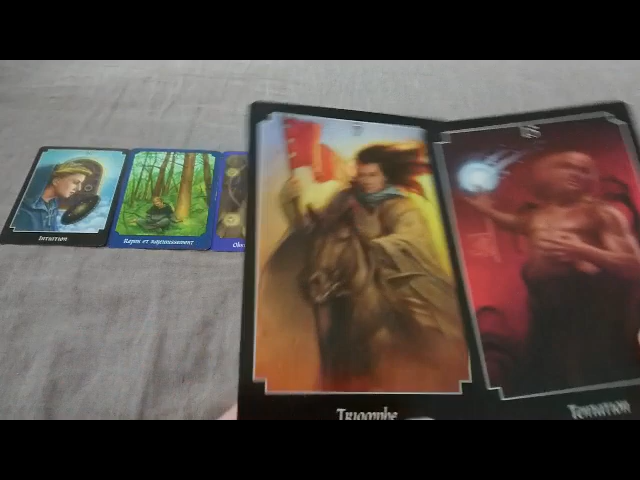 Intuition
Repos et rajeunissement
Triomphe
Tentation